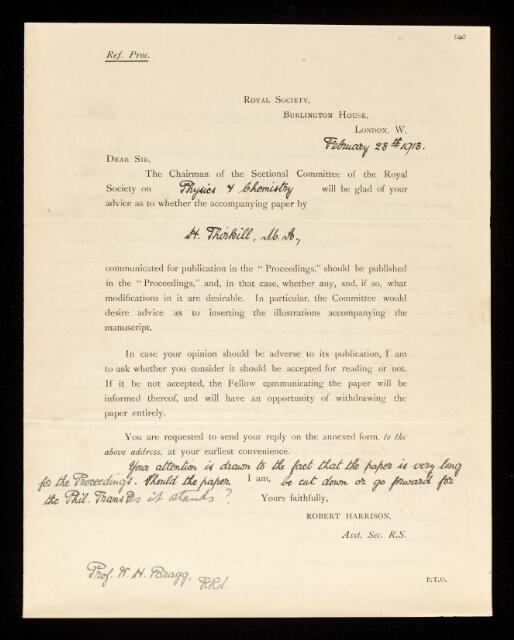 140
Ref. Proc.
Royal Society,
Burlington House,
London, W.
February 28th 1913.
Dear Sir,
The Chairman of the Sectional Committee of the Royal
Society on Physics & Chemistry will be glad of your
advice as to whether the accompanying paper by
H. Thirkill, M.A.,
communicated for publication in the "Proceedings," should be published
in the "Proceedings," and, in that case, whether any, and, if so, what
modifications in it are desirable. In particular, the Committee would
desire advice as to inserting the illustrations accompanying the
manuscript.
In case your opinion should be adverse to its publication, I am
to ask whether you consider it should be accepted for reading or not.
If it be not accepted, the Fellow communicating the paper will be
informed thereof, and will have an opportunity of withdrawing the
paper entirely.
You are requested to send your reply on the annexed form, to the
above address, at your earliest convenience.
Your attention is drawn to the fact that the paper is very long
for the Proceedings. Should the paper I am, be cut down or go forward for
the Phil. Trans as it stands? Yours faithfully,
ROBERT HARRISON,
Asst. Sec. R.S.
Prof. W. H. Bragg, F.R.S.
P.T.O.